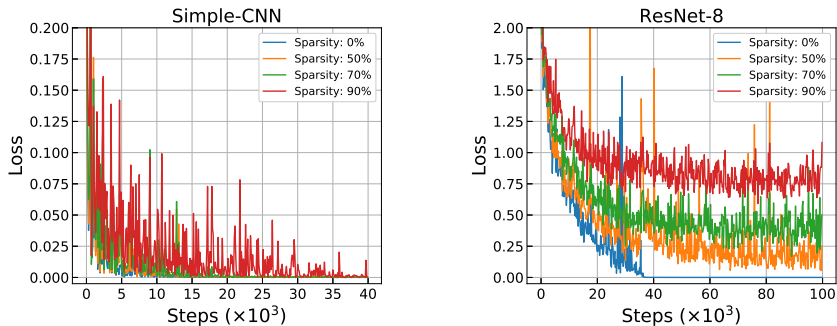 Simple-CNN
0.200
0.175
0.150
0.125
0.100
0.075
0.050
0.025
0.000
Loss
Sparsity: 0%
Sparsity: 50%
Sparsity: 70%
Sparsity: 90%
0 5 10 15 20 25 30 35 40
Steps (×10³)
ResNet-8
2.00
1.75
1.50
1.25
1.00
0.75
0.50
0.25
0.00
Loss
Sparsity: 0%
Sparsity: 50%
Sparsity: 70%
Sparsity: 90%
0 20 40 60 80 100
Steps (×10³)